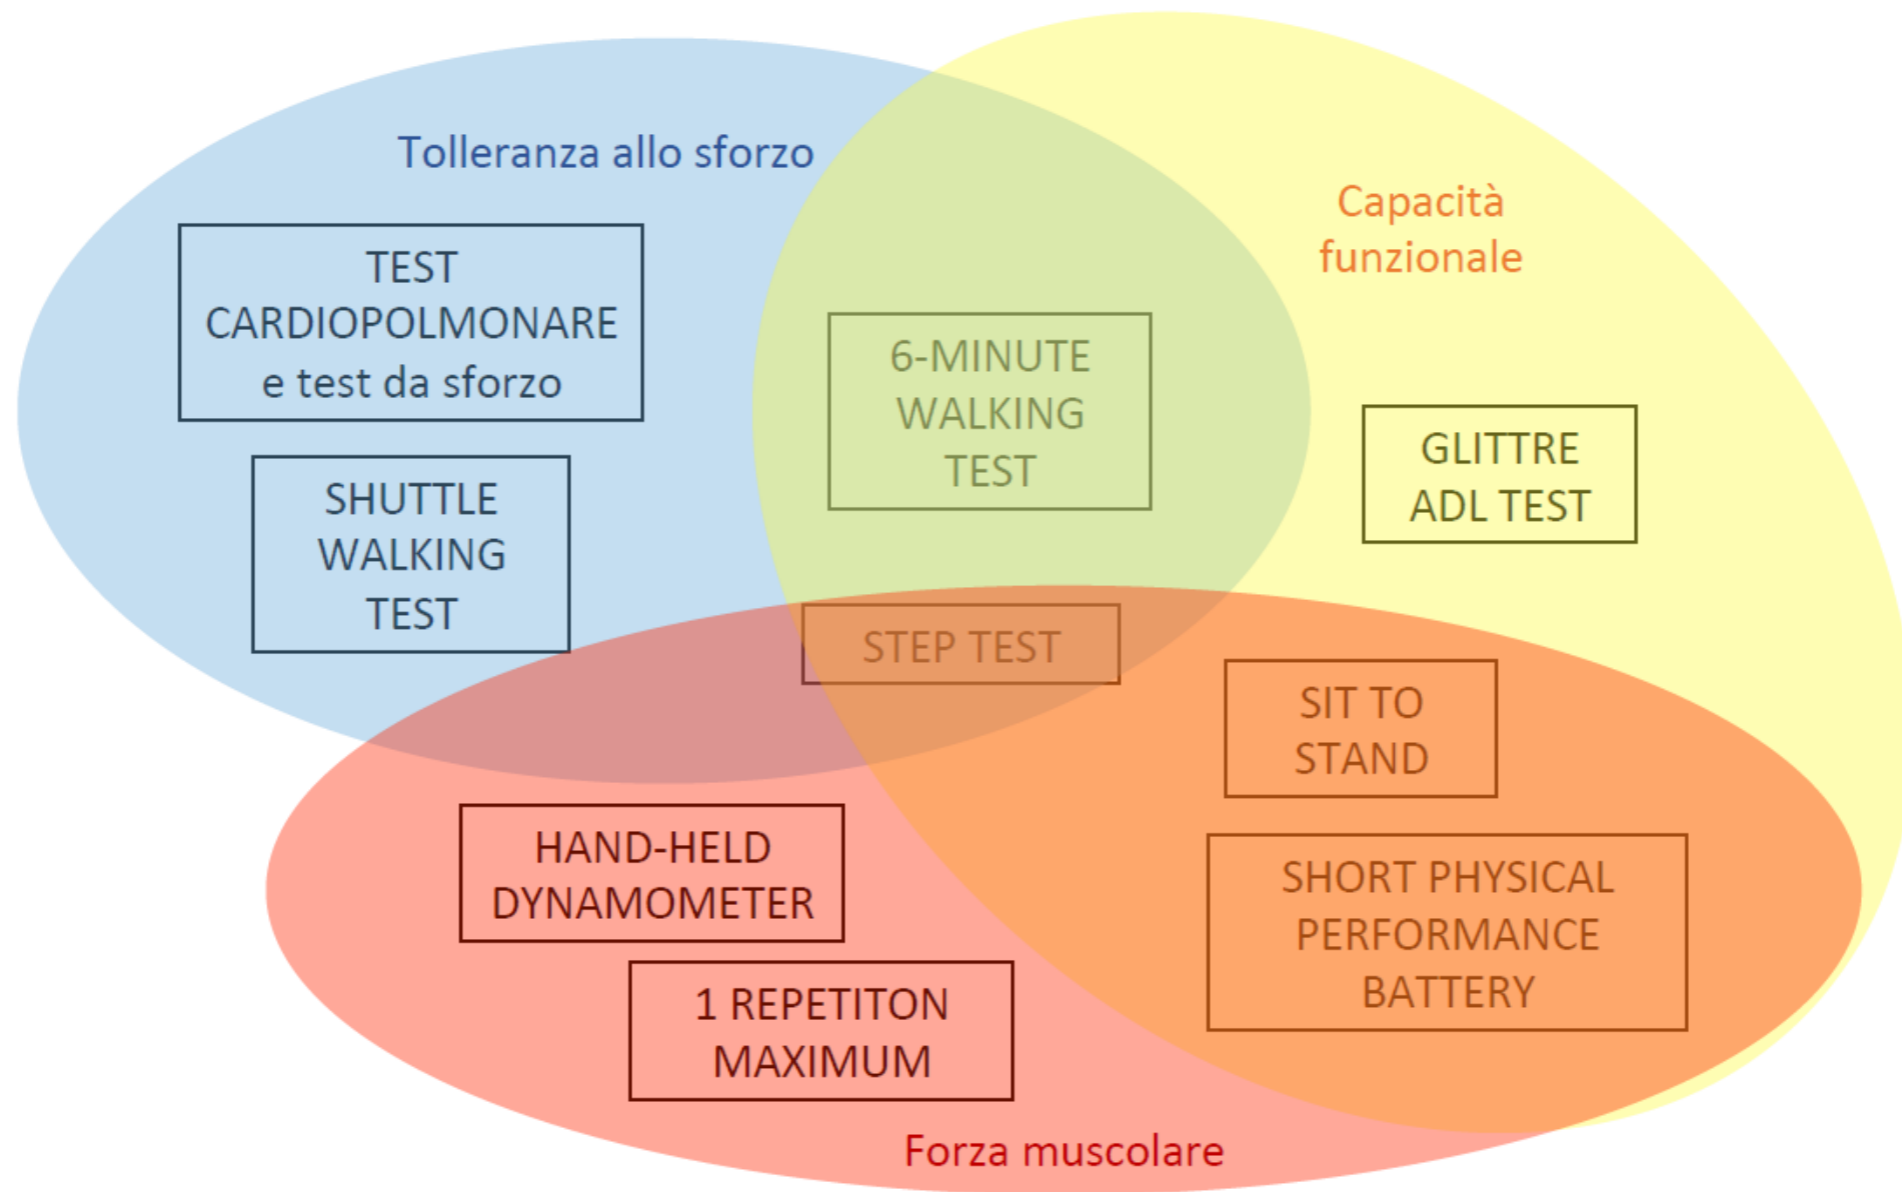 Tolleranza allo sforzo
Capacità
funzionale
TEST
CARDIOPOLMONARE
e test da sforzo
6-MINUTE
WALKING
TEST
GLITTRE
ADL TEST
SHUTTLE
WALKING
TEST
STEP TEST
SIT TO
STAND
HAND-HELD
DYNAMOMETER
SHORT PHYSICAL
PERFORMANCE
BATTERY
1 REPETITON
MAXIMUM
Forza muscolare